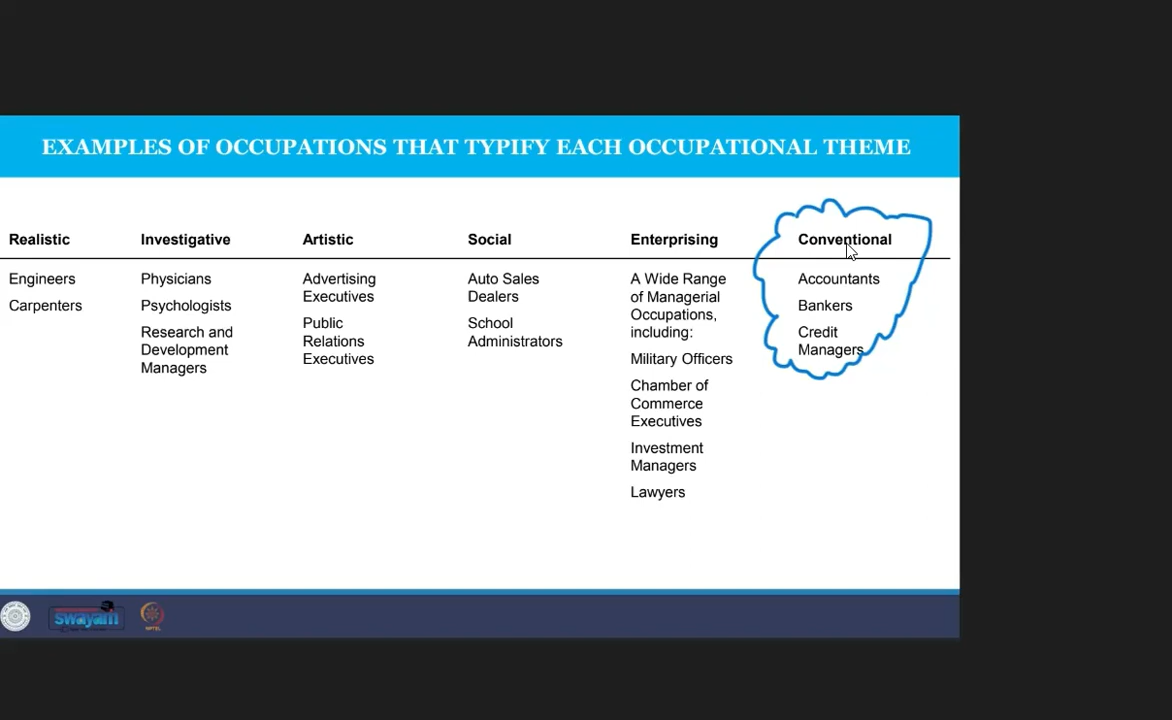 EXAMPLES OF OCCUPATIONS THAT TYPIFY EACH OCCUPATIONAL THEME
Realistic
Engineers
Carpenters
Investigative
Physicians
Psychologists
Research and
Development
Managers
Artistic
Advertising
Executives
Public
Relations
Executives
Social
Auto Sales
Dealers
School
Administrators
Enterprising
A Wide Range
of Managerial
Occupations,
including:
Military Officers
Chamber of
Commerce
Executives
Investment
Managers
Lawyers
Conventional
Accountants
Bankers
Credit
Managers
swayam
NPTEL